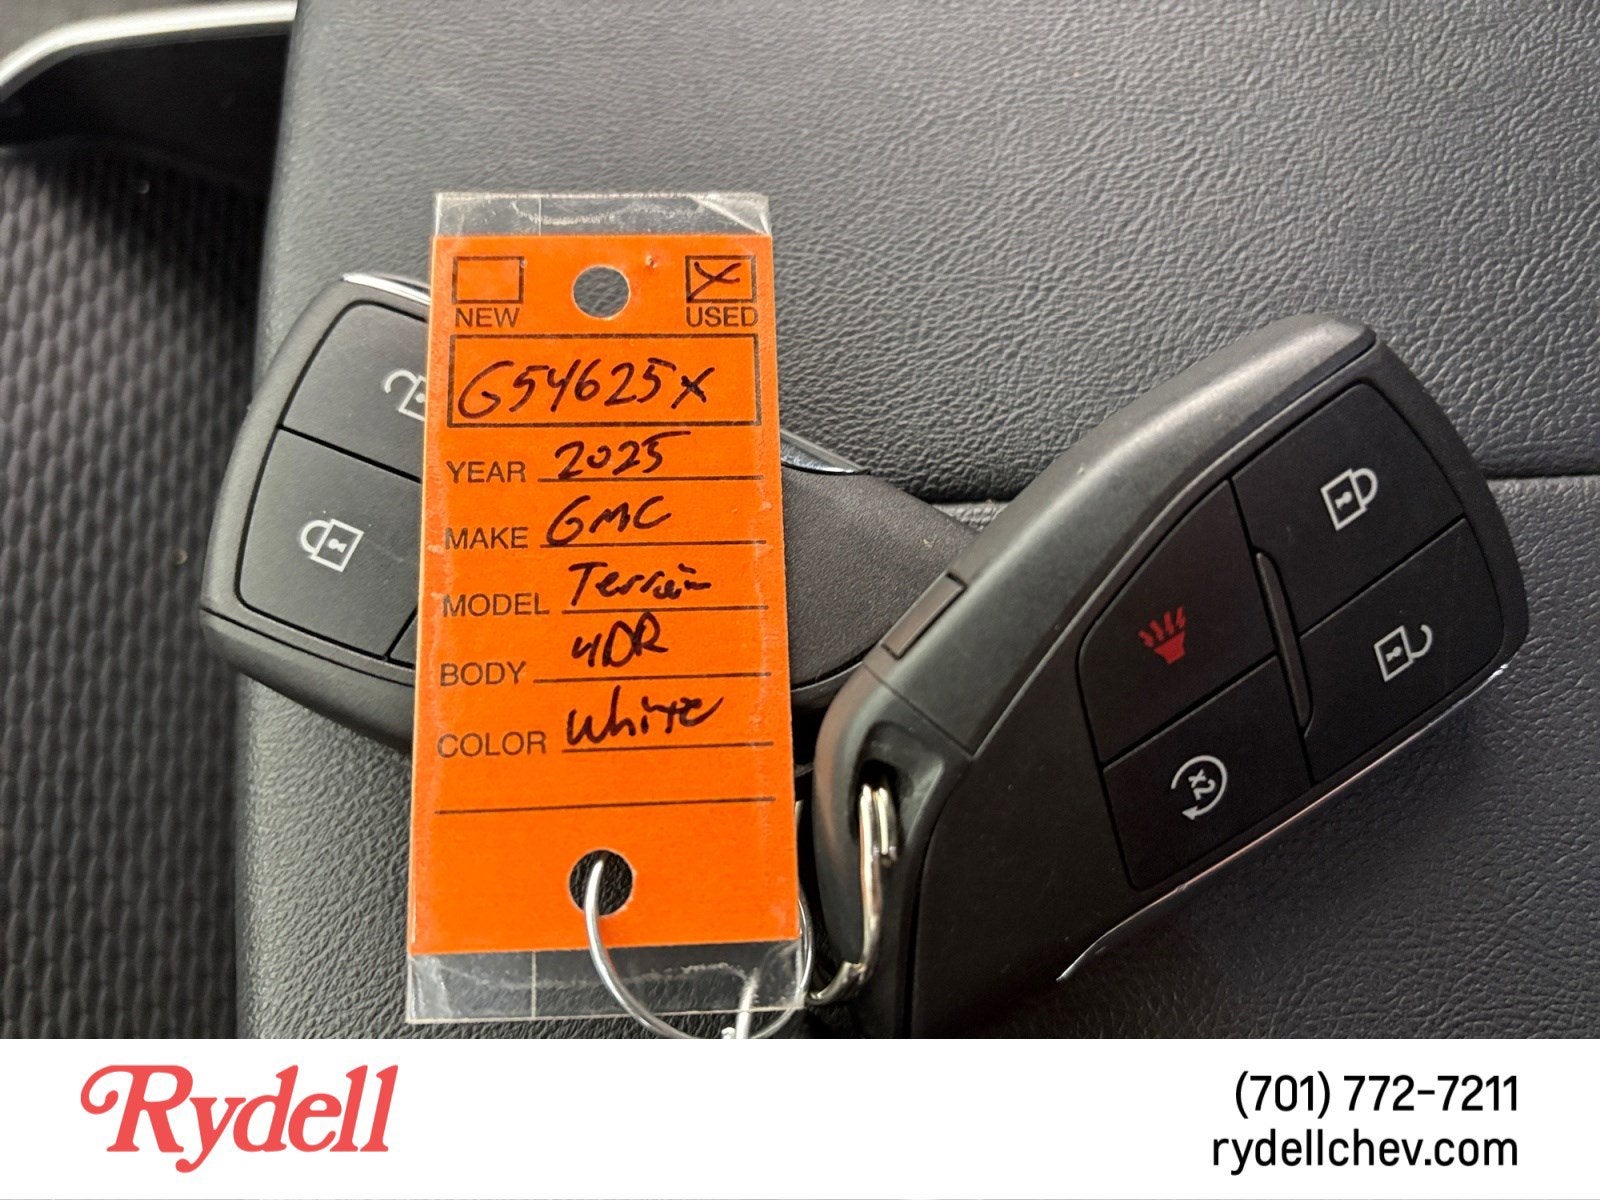 NEW USED
G54625X
YEAR 2025
MAKE GMC
MODEL Terrain
BODY 4DR
COLOR White
x2
Rydell
(701) 772-7211
rydellchev.com